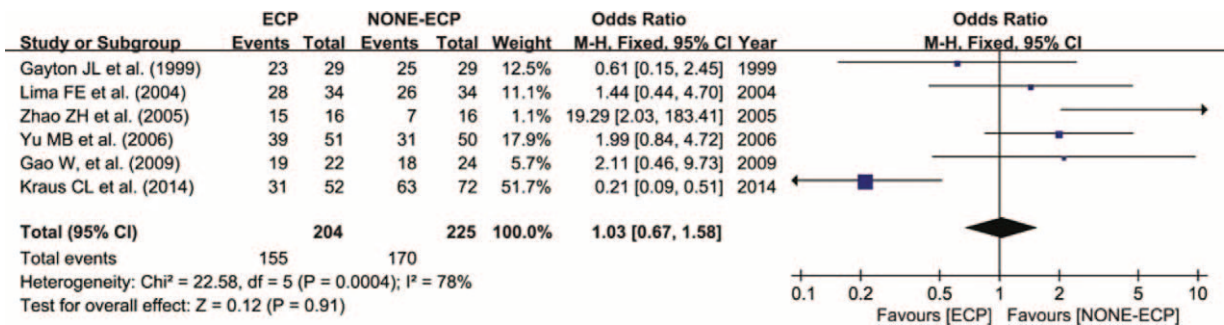 ECP NONE-ECP Odds Ratio Odds Ratio
Study or Subgroup Events Total Events Total Weight M-H, Fixed, 95% CI Year M-H, Fixed, 95% CI
Gayton JL et al. (1999) 23 29 25 29 12.5% 0.61 [0.15, 2.45] 1999
Lima FE et al. (2004) 28 34 26 34 11.1% 1.44 [0.44, 4.70] 2004
Zhao ZH et al. (2005) 15 16 7 16 1.1% 19.29 [2.03, 183.41] 2005
Yu MB et al. (2006) 39 51 31 50 17.9% 1.99 [0.84, 4.72] 2006
Gao W, et al. (2009) 19 22 18 24 5.7% 2.11 [0.46, 9.73] 2009
Kraus CL et al. (2014) 31 52 63 72 51.7% 0.21 [0.09, 0.51] 2014
Total (95% CI) 204 225 100.0% 1.03 [0.67, 1.58]
Total events 155 170
Heterogeneity: Chi² = 22.58, df = 5 (P = 0.0004); I² = 78%
Test for overall effect: Z = 0.12 (P = 0.91)
0.1 0.2 0.5 1 2 5 10
Favours [ECP] Favours [NONE-ECP]